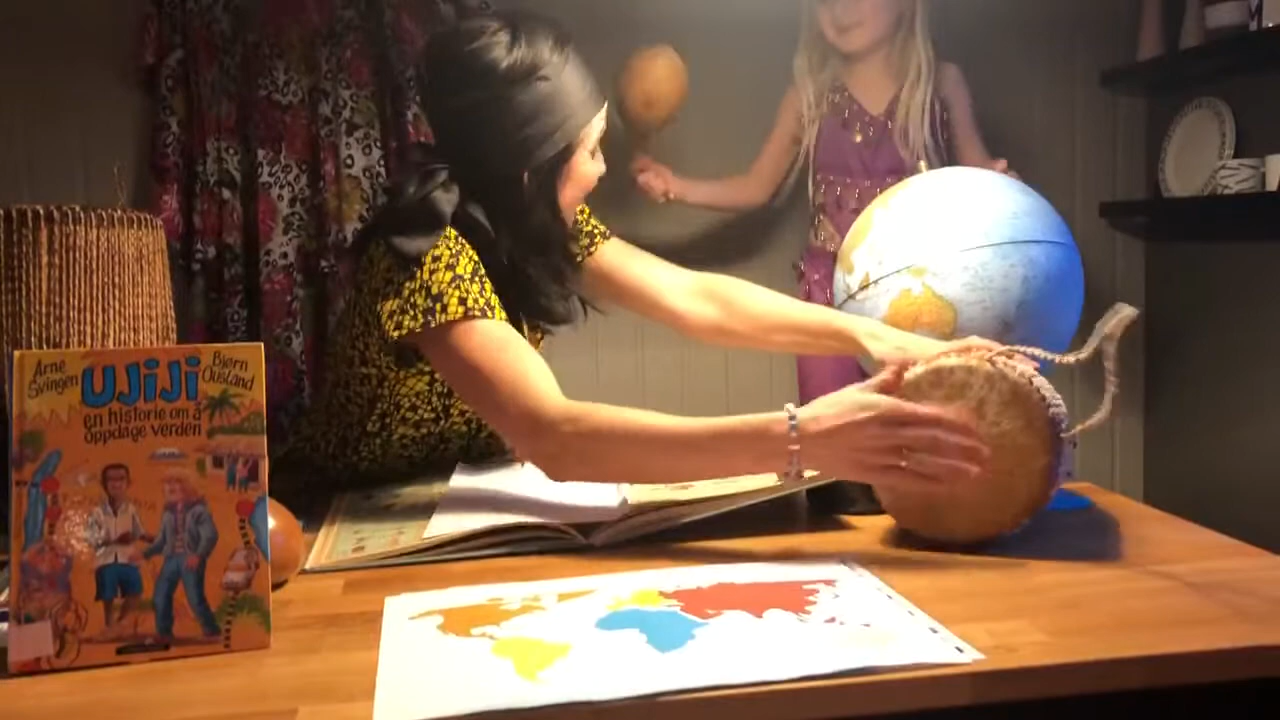 Arne Svingen
Bjørn Ousland
UJiJi
en historie om å
oppdage verden